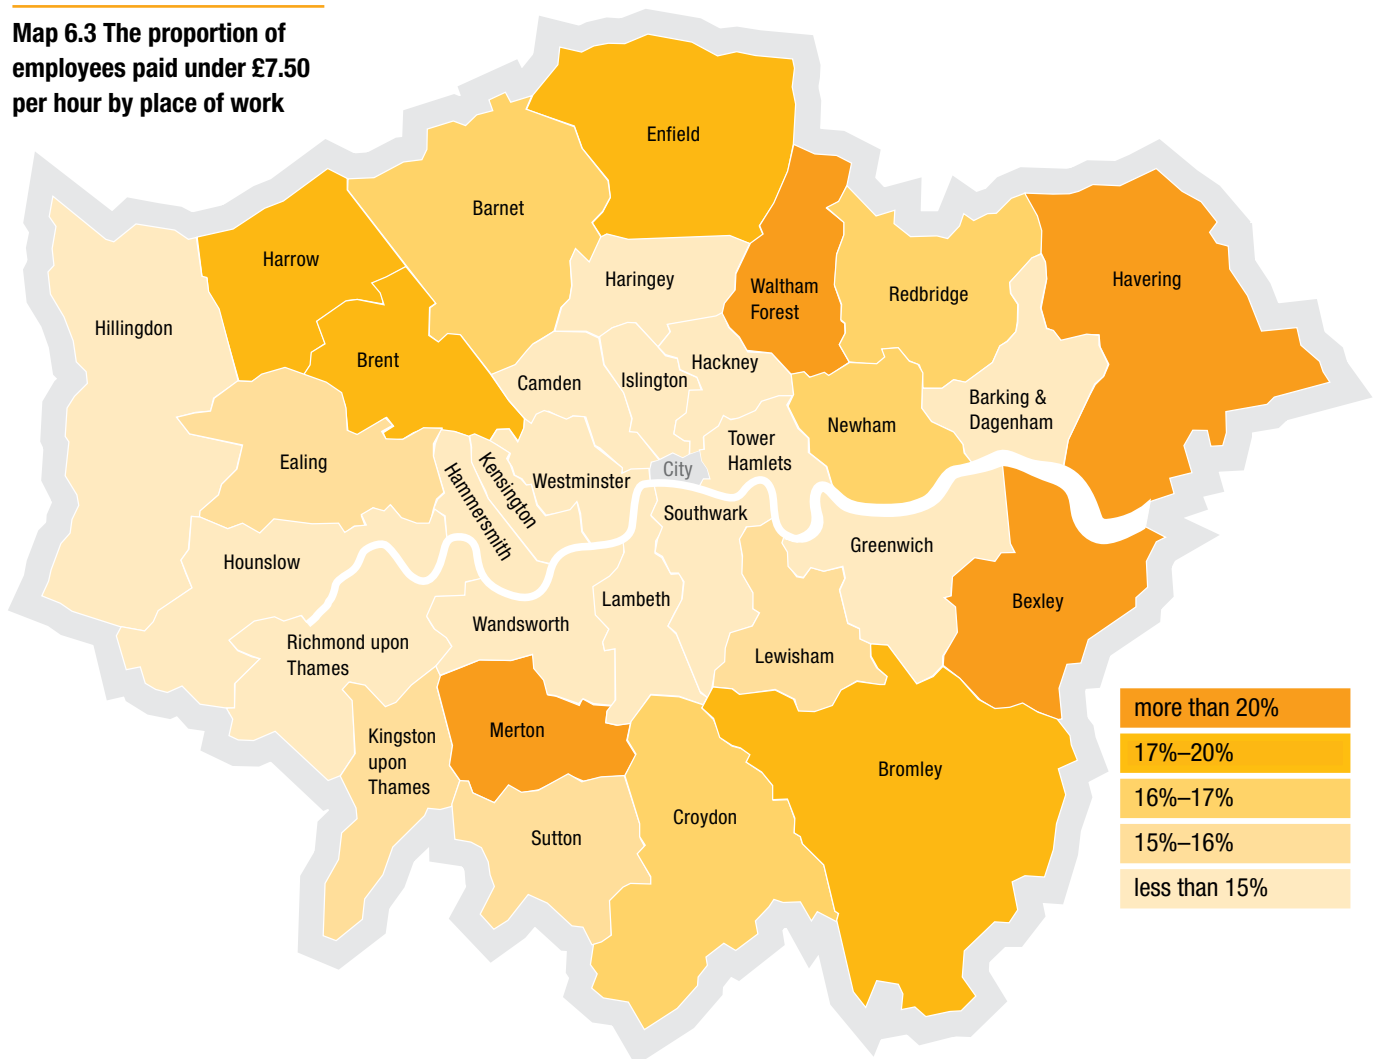 Map 6.3 The proportion of
employees paid under £7.50
per hour by place of work
Enfield
Barnet
Harrow
Haringey
Waltham
Forest
Redbridge
Havering
Hillingdon
Brent
Camden
Islington
Hackney
Barking &
Dagenham
Newham
Ealing
Hammersmith
Kensington
Westminster
City
Tower
Hamlets
Southwark
Hounslow
Greenwich
Lambeth
Bexley
Wandsworth
Richmond upon
Thames
Lewisham
Merton
Kingston
upon
Thames
Bromley
Croydon
Sutton
more than 20%
17%–20%
16%–17%
15%–16%
less than 15%